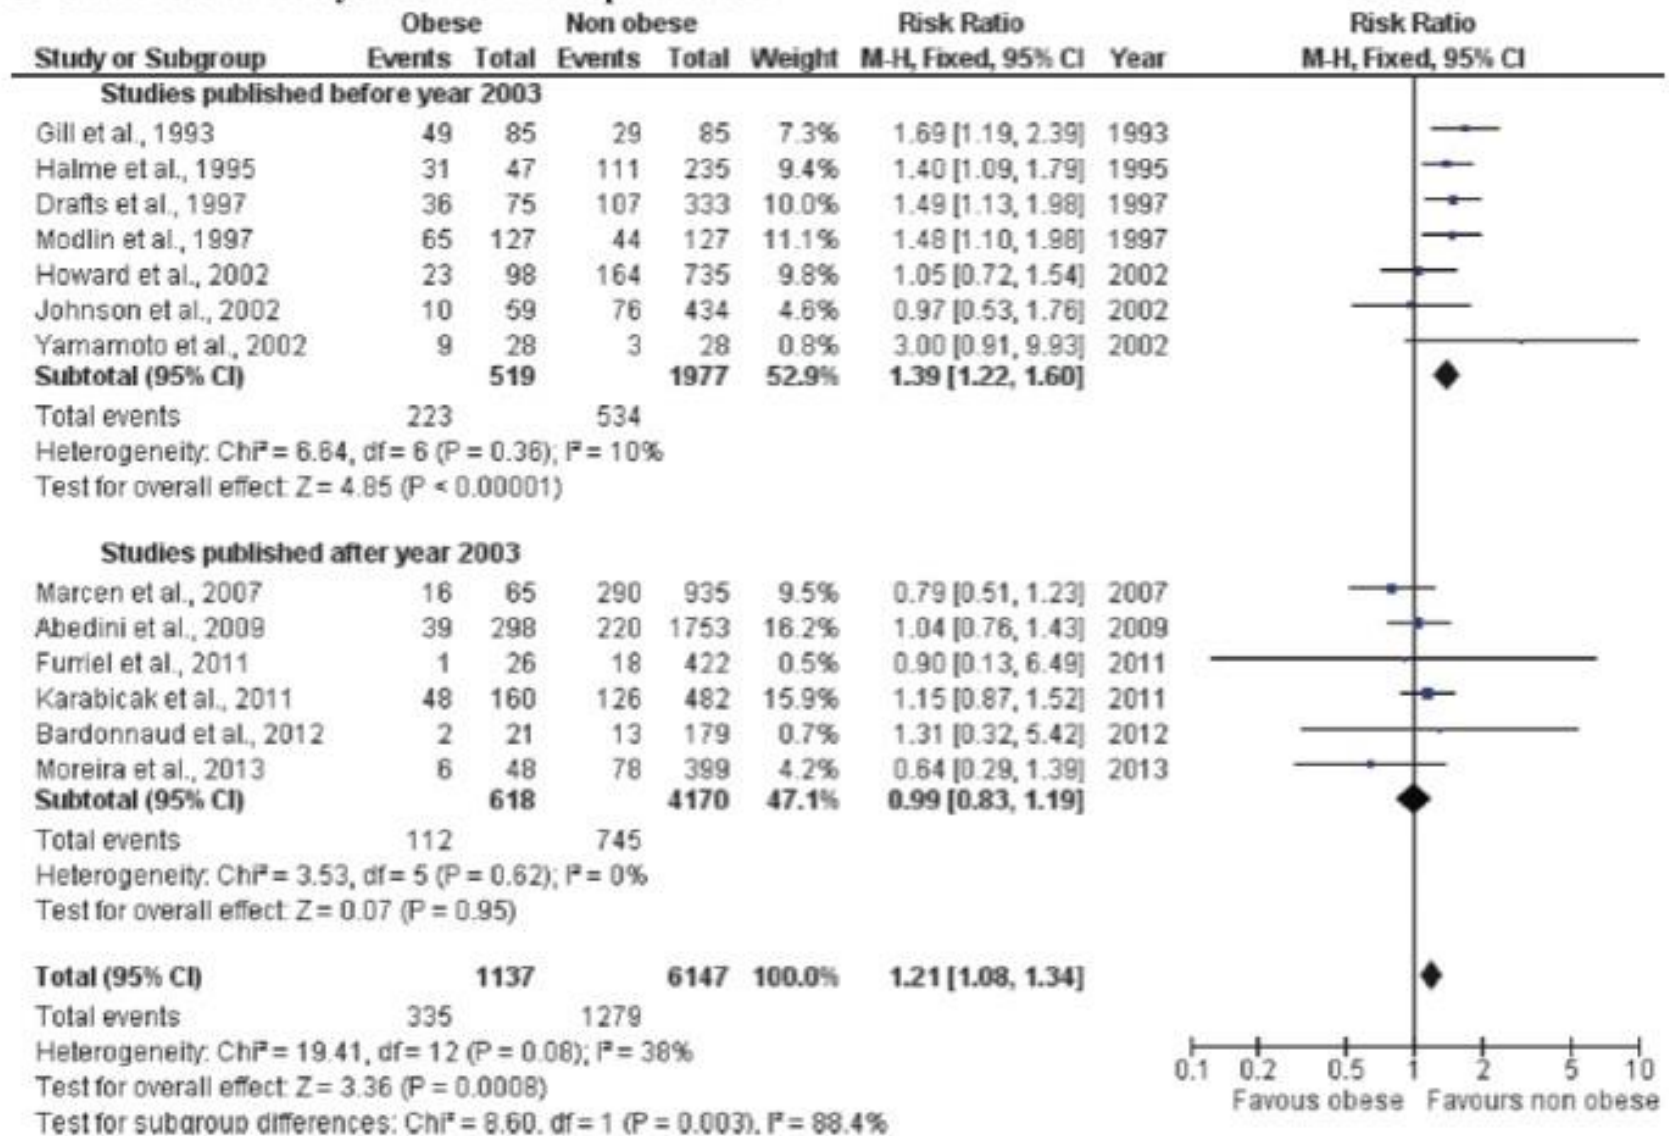 Obese Non obese Risk Ratio Risk Ratio
Study or Subgroup Events Total Events Total Weight M-H, Fixed, 95% CI Year M-H, Fixed, 95% CI
Studies published before year 2003
Gill et al., 1993 49 85 29 85 7.3% 1.69 [1.19, 2.39] 1993
Halme et al., 1995 31 47 111 235 9.4% 1.40 [1.09, 1.79] 1995
Drafts et al., 1997 36 75 107 333 10.0% 1.49 [1.13, 1.98] 1997
Modlin et al., 1997 65 127 44 127 11.1% 1.48 [1.10, 1.98] 1997
Howard et al., 2002 23 98 164 735 9.8% 1.05 [0.72, 1.54] 2002
Johnson et al., 2002 10 59 76 434 4.6% 0.97 [0.53, 1.76] 2002
Yamamoto et al., 2002 9 28 3 28 0.8% 3.00 [0.91, 9.93] 2002
Subtotal (95% CI) 519 1977 52.9% 1.39 [1.22, 1.60]
Total events 223 534
Heterogeneity: Chi² = 6.64, df = 6 (P = 0.36); I² = 10%
Test for overall effect: Z = 4.85 (P < 0.00001)
Studies published after year 2003
Marcen et al., 2007 16 65 290 935 9.5% 0.79 [0.51, 1.23] 2007
Abedini et al., 2009 39 298 220 1753 16.2% 1.04 [0.76, 1.43] 2009
Furriel et al., 2011 1 26 18 422 0.5% 0.90 [0.13, 6.49] 2011
Karabicak et al., 2011 48 160 126 482 15.9% 1.15 [0.87, 1.52] 2011
Bardonnaud et al., 2012 2 21 13 179 0.7% 1.31 [0.32, 5.42] 2012
Moreira et al., 2013 6 48 78 399 4.2% 0.64 [0.29, 1.39] 2013
Subtotal (95% CI) 618 4170 47.1% 0.99 [0.83, 1.19]
Total events 112 745
Heterogeneity: Chi² = 3.53, df = 5 (P = 0.62); I² = 0%
Test for overall effect: Z = 0.07 (P = 0.95)
Total (95% CI) 1137 6147 100.0% 1.21 [1.08, 1.34]
Total events 335 1279
Heterogeneity: Chi² = 19.41, df = 12 (P = 0.08); I² = 38%
Test for overall effect: Z = 3.36 (P = 0.0008)
Test for subgroup differences: Chi² = 8.60, df = 1 (P = 0.003), I² = 88.4%
0.1 0.2 0.5 1 2 5 10
Favous obese Favours non obese